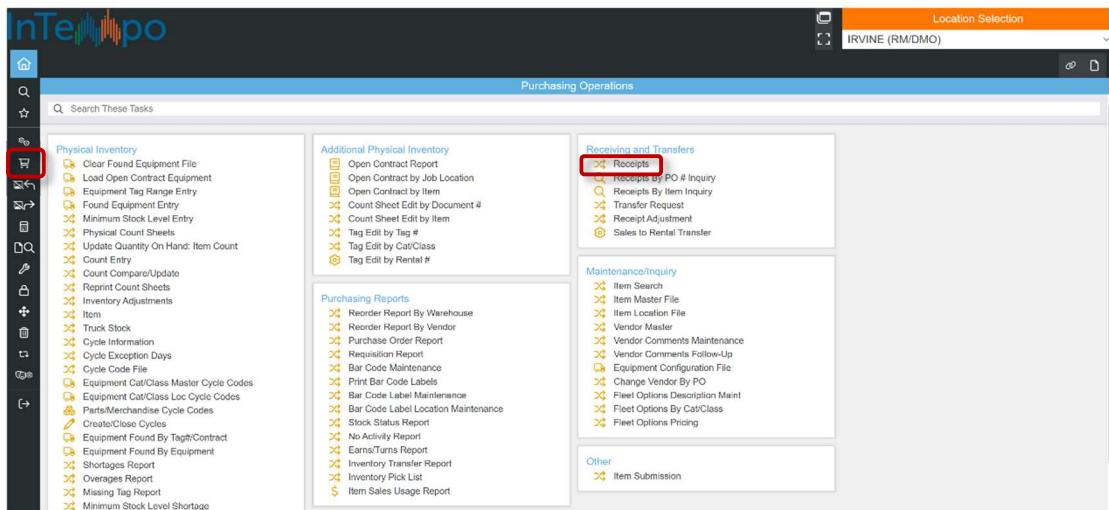 InTempo
Location Selection
IRVINE (RM/DMO)
Purchasing Operations
Search These Tasks
Physical Inventory
Clear Found Equipment File
Load Open Contract Equipment
Equipment Tag Range Entry
Found Equipment Entry
Minimum Stock Level Entry
Physical Count Sheets
Update Quantity On Hand: Item Count
Count Entry
Count Compare/Update
Reprint Count Sheets
Inventory Adjustments
Item
Truck Stock
Cycle Information
Cycle Exception Days
Cycle Code File
Equipment Cat/Class Master Cycle Codes
Equipment Cat/Class Loc Cycle Codes
Parts/Merchandise Cycle Codes
Create/Close Cycles
Equipment Found By Tag#/Contract
Equipment Found By Equipment
Shortages Report
Overages Report
Missing Tag Report
Minimum Stock Level Shortage
Additional Physical Inventory
Open Contract Report
Open Contract by Job Location
Open Contract by Item
Count Sheet Edit by Document #
Count Sheet Edit by Item
Tag Edit by Tag #
Tag Edit by Cat/Class
Tag Edit by Rental #
Purchasing Reports
Reorder Report By Warehouse
Reorder Report By Vendor
Purchase Order Report
Requisition Report
Bar Code Maintenance
Print Bar Code Labels
Bar Code Label Maintenance
Bar Code Label Location Maintenance
Stock Status Report
No Activity Report
Earns/Turns Report
Inventory Transfer Report
Inventory Pick List
Item Sales Usage Report
Receiving and Transfers
Receipts
Receipts By PO # Inquiry
Receipts By Item Inquiry
Transfer Request
Receipt Adjustment
Sales to Rental Transfer
Maintenance/Inquiry
Item Search
Item Master File
Item Location File
Vendor Master
Vendor Comments Maintenance
Vendor Comments Follow-Up
Equipment Configuration File
Change Vendor By PO
Fleet Options Description Maint
Fleet Options By Cat/Class
Fleet Options Pricing
Other
Item Submission